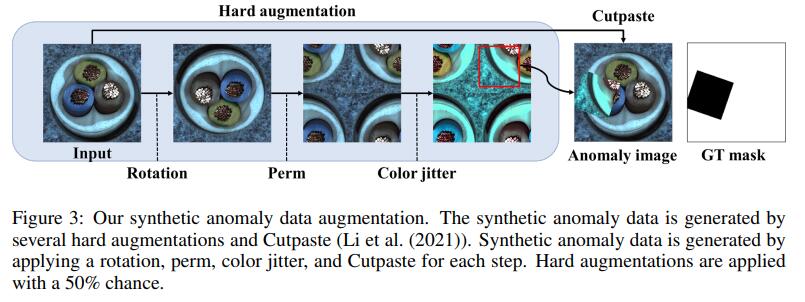 Hard augmentation
Cutpaste
Input
Anomaly image
GT mask
Rotation
Perm
Color jitter
Figure 3: Our synthetic anomaly data augmentation. The synthetic anomaly data is generated by
several hard augmentations and Cutpaste (Li et al. (2021)). Synthetic anomaly data is generated by
applying a rotation, perm, color jitter, and Cutpaste for each step. Hard augmentations are applied
with a 50% chance.